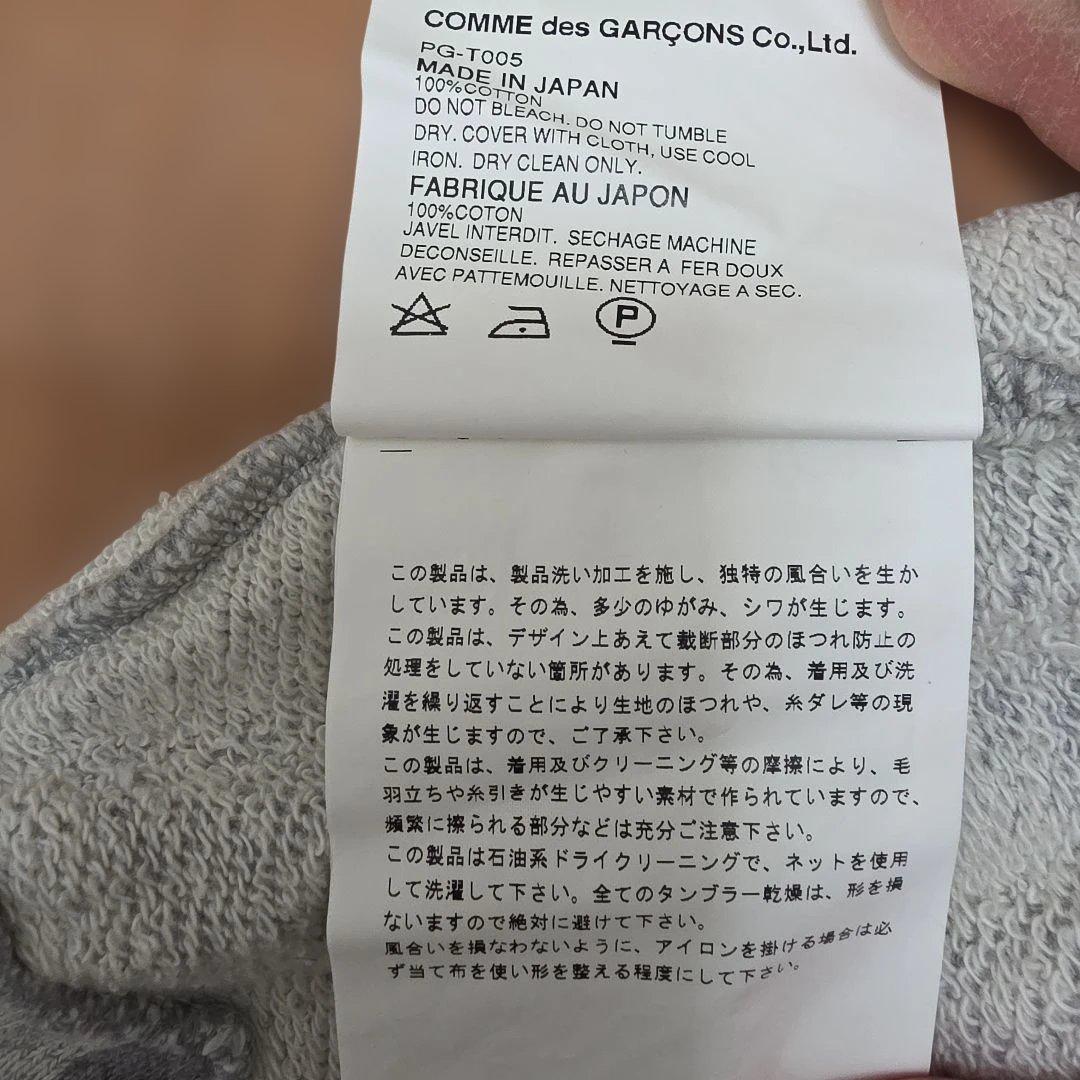 COMME des GARÇONS Co.,Ltd.
PG-T005
MADE IN JAPAN
100%COTTON
DO NOT BLEACH. DO NOT TUMBLE
DRY. COVER WITH CLOTH, USE COOL
IRON. DRY CLEAN ONLY.
FABRIQUE AU JAPON
100%COTON
JAVEL INTERDIT. SECHAGE MACHINE
DECONSEILLE. REPASSER A FER DOUX
AVEC PATTEMOUILLE. NETTOYAGE A SEC.
P
この製品は、製品洗い加工を施し、独特の風合いを生か
しています。その為、多少のゆがみ、シワが生じます。
この製品は、デザイン上あえて裁断部分のほつれ防止の
処理をしていない箇所があります。その為、着用及び洗
濯を繰り返すことにより生地のほつれや、糸ダレ等の現
象が生じますので、ご了承下さい。
この製品は、着用及びクリーニング等の摩擦により、毛
羽立ちや糸引きが生じやすい素材で作られていますので、
頻繁に擦られる部分などは充分ご注意下さい。
この製品は石油系ドライクリーニングで、ネットを使用
して洗濯して下さい。全てのタンブラー乾燥は、形を損
ないますので絶対に避けて下さい。
風合いを損なわないように、アイロンを掛ける場合は必
ず当て布を使い形を整える程度にして下さい。